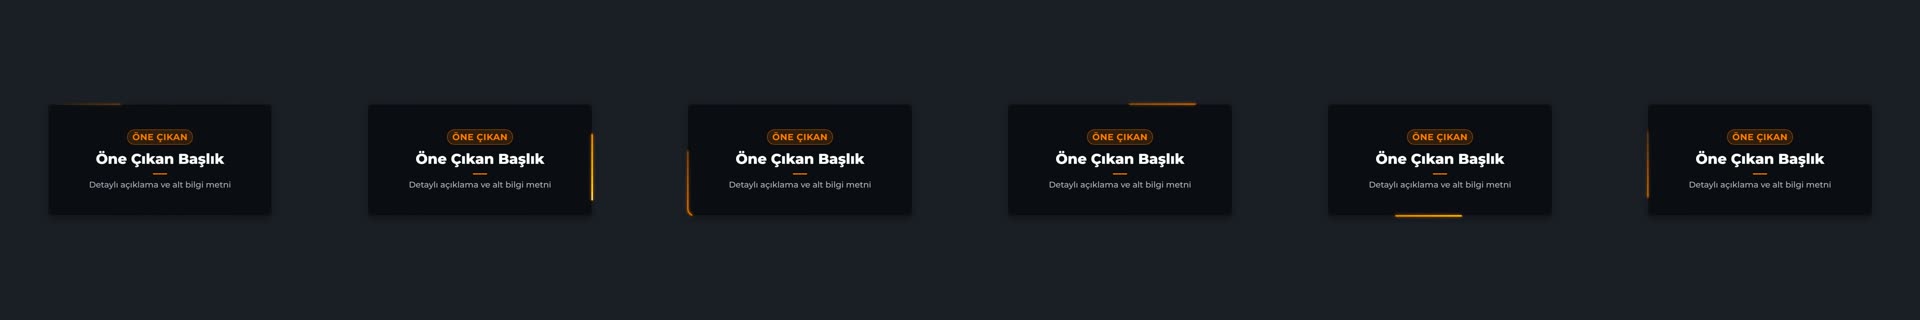 ÖNE ÇIKAN
Öne Çıkan Başlık
Detaylı açıklama ve alt bilgi metni
ÖNE ÇIKAN
Öne Çıkan Başlık
Detaylı açıklama ve alt bilgi metni
ÖNE ÇIKAN
Öne Çıkan Başlık
Detaylı açıklama ve alt bilgi metni
ÖNE ÇIKAN
Öne Çıkan Başlık
Detaylı açıklama ve alt bilgi metni
ÖNE ÇIKAN
Öne Çıkan Başlık
Detaylı açıklama ve alt bilgi metni
ÖNE ÇIKAN
Öne Çıkan Başlık
Detaylı açıklama ve alt bilgi metni